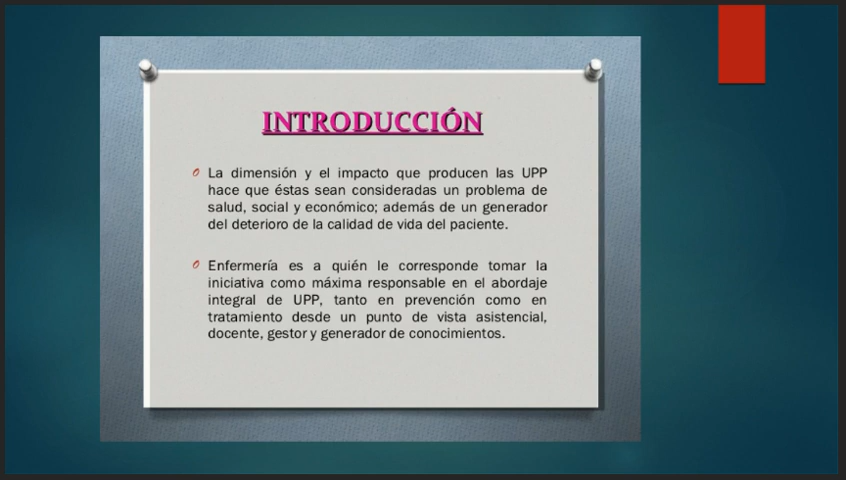 INTRODUCCIÓN
La dimensión y el impacto que producen las UPP
hace que éstas sean consideradas un problema de
salud, social y económico; además de un generador
del deterioro de la calidad de vida del paciente.
Enfermería es a quién le corresponde tomar la
iniciativa como máxima responsable en el abordaje
integral de UPP, tanto en prevención como en
tratamiento desde un punto de vista asistencial,
docente, gestor y generador de conocimientos.